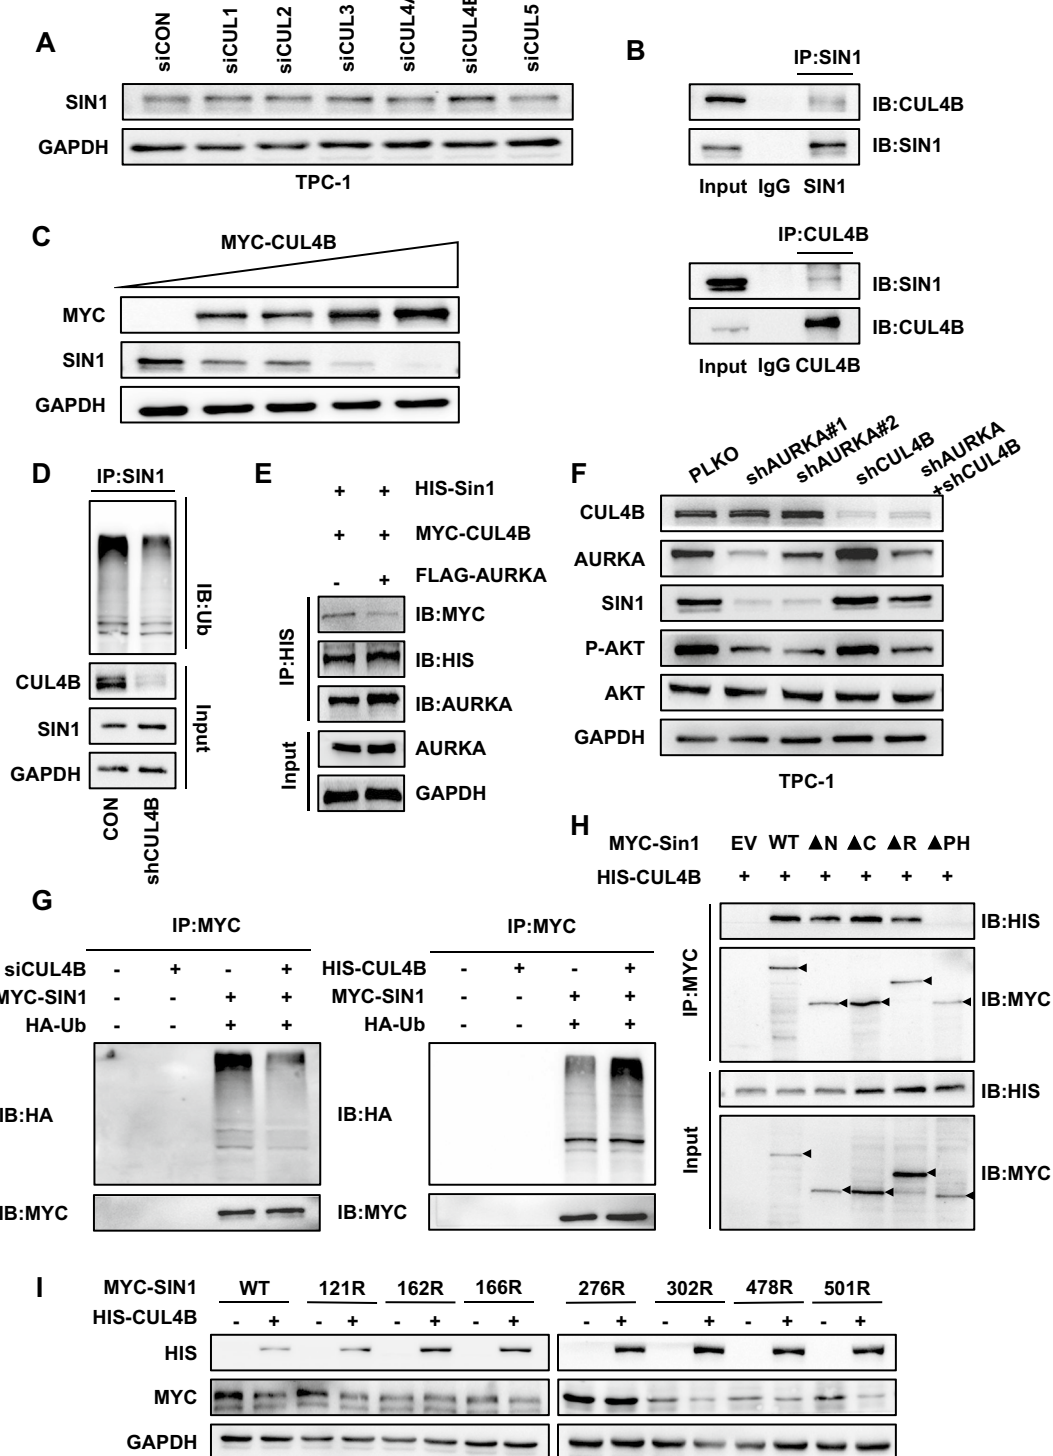 A
siCON
siCUL1
siCUL2
siCUL3
siCUL4A
siCUL4B
siCUL5
SIN1
GAPDH
TPC-1
B
IP:SIN1
IB:CUL4B
IB:SIN1
Input IgG SIN1
IP:CUL4B
IB:SIN1
IB:CUL4B
Input IgG CUL4B
C
MYC-CUL4B
MYC
SIN1
GAPDH
D
IP:SIN1
IB:Ub
CUL4B
SIN1
GAPDH
Input
CON
shCUL4B
E
+ + HIS-Sin1
+ + MYC-CUL4B
- + FLAG-AURKA
IP:HIS
IB:MYC
IB:HIS
IB:AURKA
Input
AURKA
GAPDH
F
PLKO
shAURKA#1
shAURKA#2
shCUL4B
shAURKA
+shCUL4B
CUL4B
AURKA
SIN1
P-AKT
AKT
GAPDH
TPC-1
G
IP:MYC
siCUL4B - + - +
MYC-SIN1 - - + +
HA-Ub - - + +
IB:HA
IB:MYC
IP:MYC
HIS-CUL4B - + - +
MYC-SIN1 - - + +
HA-Ub - - + +
IB:HA
IB:MYC
H
MYC-Sin1 EV WT ▲N ▲C ▲R ▲PH
HIS-CUL4B + + + + + +
IP:MYC
IB:HIS
IB:MYC
Input
IB:HIS
IB:MYC
I
MYC-SIN1 WT 121R 162R 166R 276R 302R 478R 501R
HIS-CUL4B - + - + - + - + - + - + - + - +
HIS
MYC
GAPDH